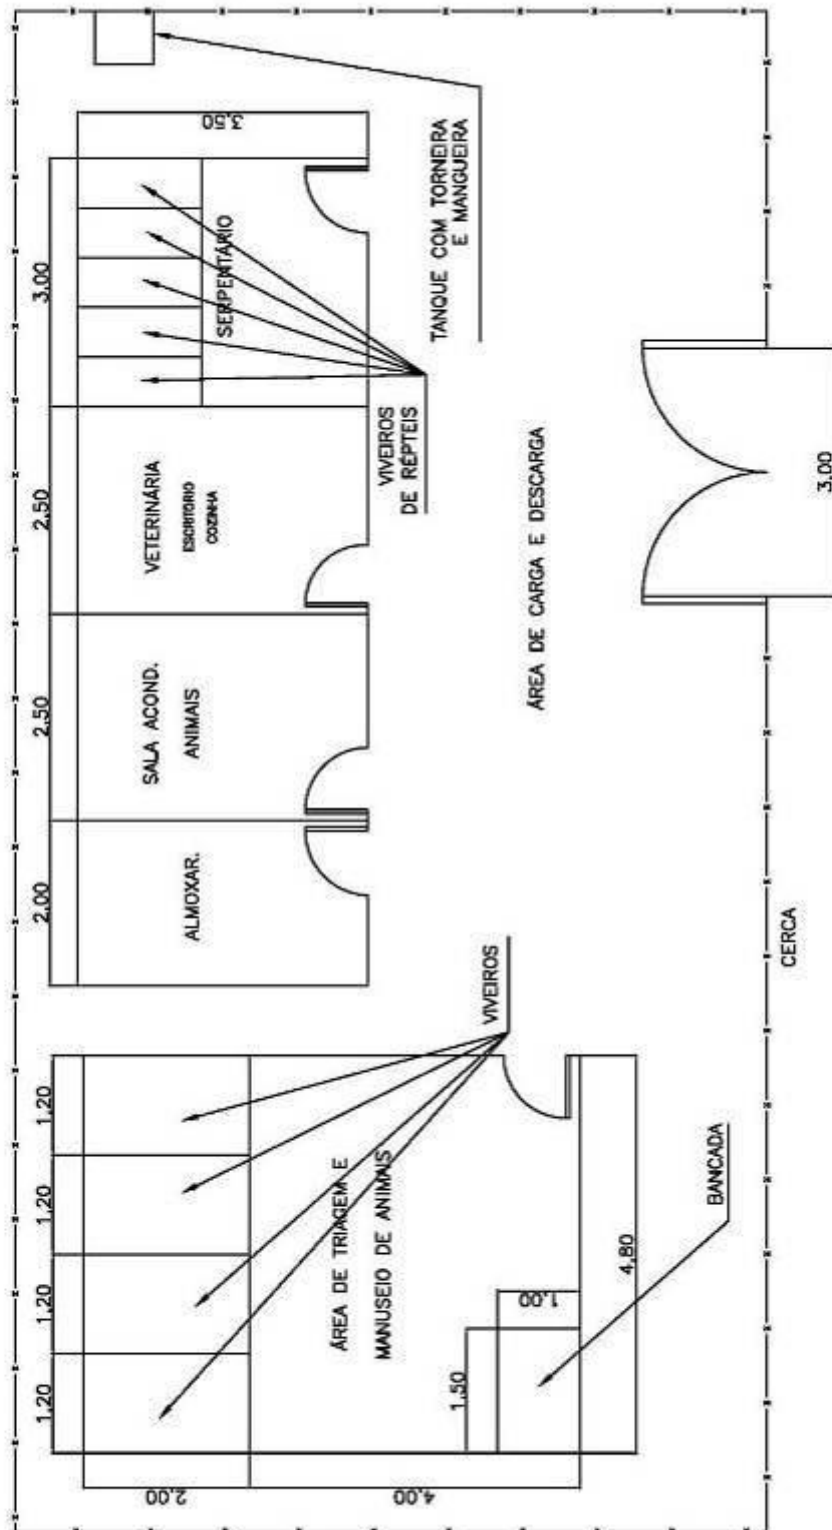 3,50
3,00
SERPENTÁRIO
TANQUE COM TORNEIRA
E MANGUEIRA
VIVEIROS
DE RÉPTEIS
2,50
VETERINÁRIA
ESCRITÓRIO
COZINHA
ÁREA DE CARGA E DESCARGA
3,00
2,50
SALA ACOND.
ANIMAIS
2,00
ALMOXAR.
CERCA
VIVEIROS
1,20
1,20
1,20
1,20
ÁREA DE TRIAGEM E
MANUSEIO DE ANIMAIS
BANCADA
4,80
1,00
1,50
2,00
4,00